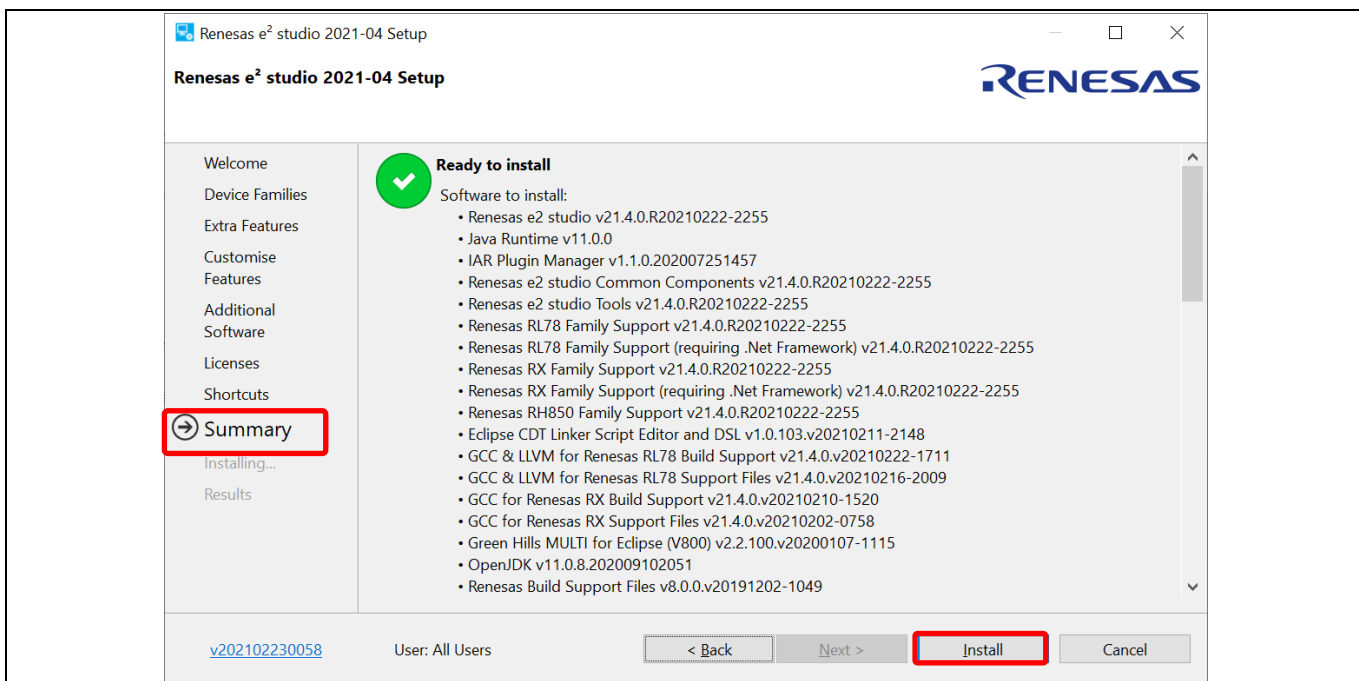 Renesas e² studio 2021-04 Setup
Renesas e² studio 2021-04 Setup
RENESAS
Welcome
Device Families
Extra Features
Customise
Features
Additional
Software
Licenses
Shortcuts
Summary
Installing...
Results
Ready to install
Software to install:
• Renesas e2 studio v21.4.0.R20210222-2255
• Java Runtime v11.0.0
• IAR Plugin Manager v1.1.0.202007251457
• Renesas e2 studio Common Components v21.4.0.R20210222-2255
• Renesas e2 studio Tools v21.4.0.R20210222-2255
• Renesas RL78 Family Support v21.4.0.R20210222-2255
• Renesas RL78 Family Support (requiring .Net Framework) v21.4.0.R20210222-2255
• Renesas RX Family Support v21.4.0.R20210222-2255
• Renesas RX Family Support (requiring .Net Framework) v21.4.0.R20210222-2255
• Renesas RH850 Family Support v21.4.0.R20210222-2255
• Eclipse CDT Linker Script Editor and DSL v1.0.103.v20210211-2148
• GCC & LLVM for Renesas RL78 Build Support v21.4.0.v20210222-1711
• GCC & LLVM for Renesas RL78 Support Files v21.4.0.v20210216-2009
• GCC for Renesas RX Build Support v21.4.0.v20210210-1520
• GCC for Renesas RX Support Files v21.4.0.v20210202-0758
• Green Hills MULTI for Eclipse (V800) v2.2.100.v20200107-1115
• OpenJDK v11.0.8.202009102051
• Renesas Build Support Files v8.0.0.v20191202-1049
v202102230058
User: All Users
< Back
Next >
Install
Cancel